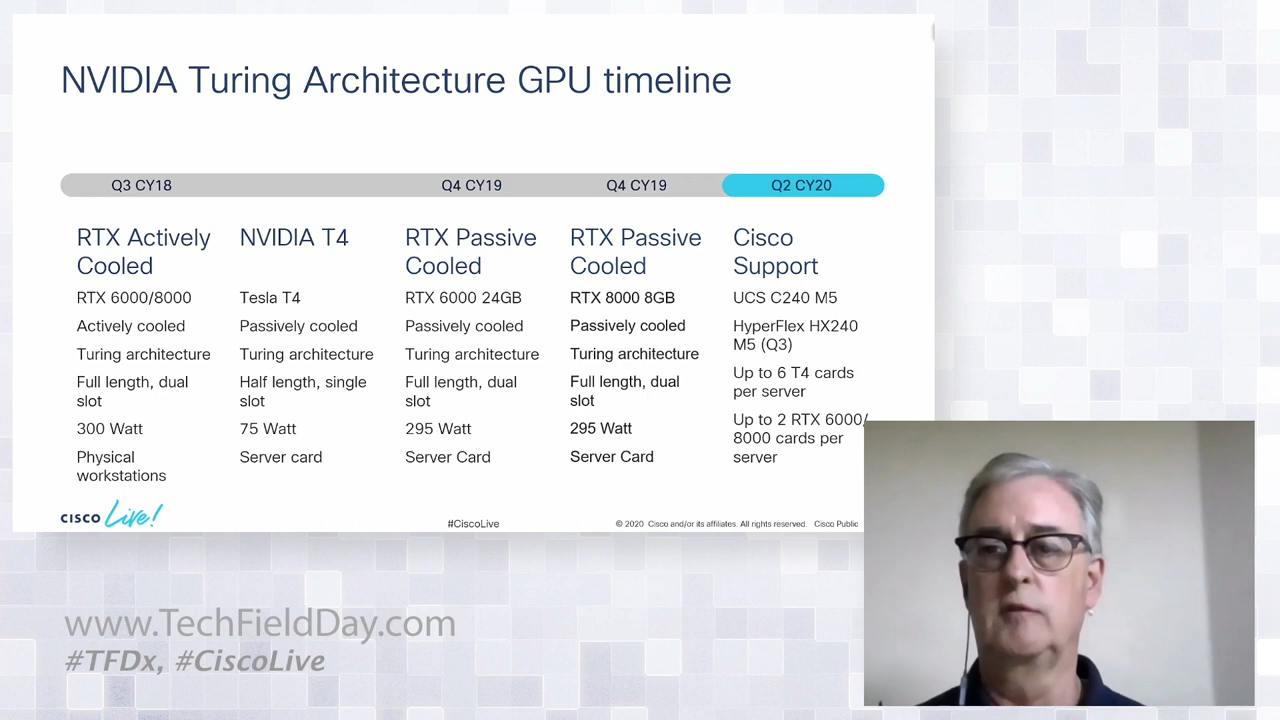 NVIDIA Turing Architecture GPU timeline
Q3 CY18
Q4 CY19
Q4 CY19
Q2 CY20
RTX Actively
Cooled
RTX 6000/8000
Actively cooled
Turing architecture
Full length, dual
slot
300 Watt
Physical
workstations
NVIDIA T4
Tesla T4
Passively cooled
Turing architecture
Half length, single
slot
75 Watt
Server card
RTX Passive
Cooled
RTX 6000 24GB
Passively cooled
Turing architecture
Full length, dual
slot
295 Watt
Server Card
RTX Passive
Cooled
RTX 8000 8GB
Passively cooled
Turing architecture
Full length, dual
slot
295 Watt
Server Card
Cisco
Support
UCS C240 M5
HyperFlex HX240
M5 (Q3)
Up to 6 T4 cards
per server
Up to 2 RTX 6000/
8000 cards per
server
CISCO Live!
#CiscoLive
© 2020 Cisco and/or its affiliates. All rights reserved. Cisco Public
www.TechFieldDay.com
#TFDx, #CiscoLive